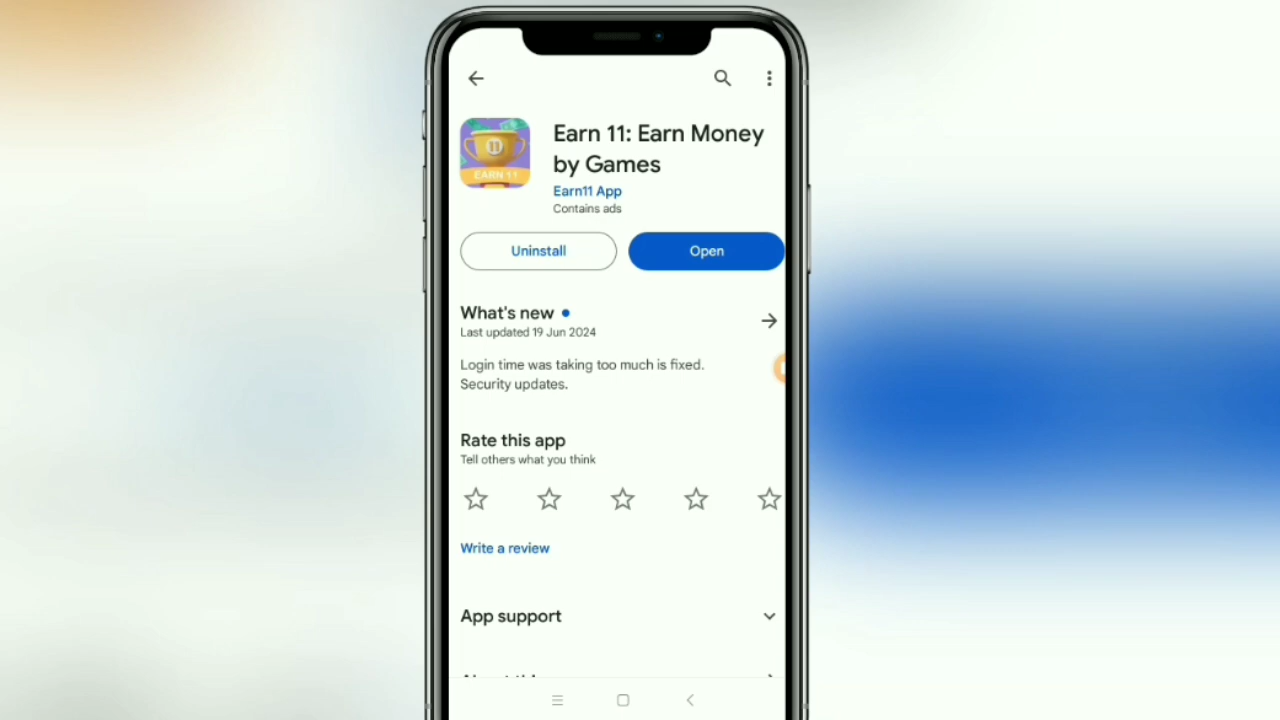 Earn 11: Earn Money
by Games
EARN 11
Earn11 App
Contains ads
Uninstall
Open
What's new
Last updated 19 Jun 2024
Login time was taking too much is fixed.
Security updates.
Rate this app
Tell others what you think
Write a review
App support